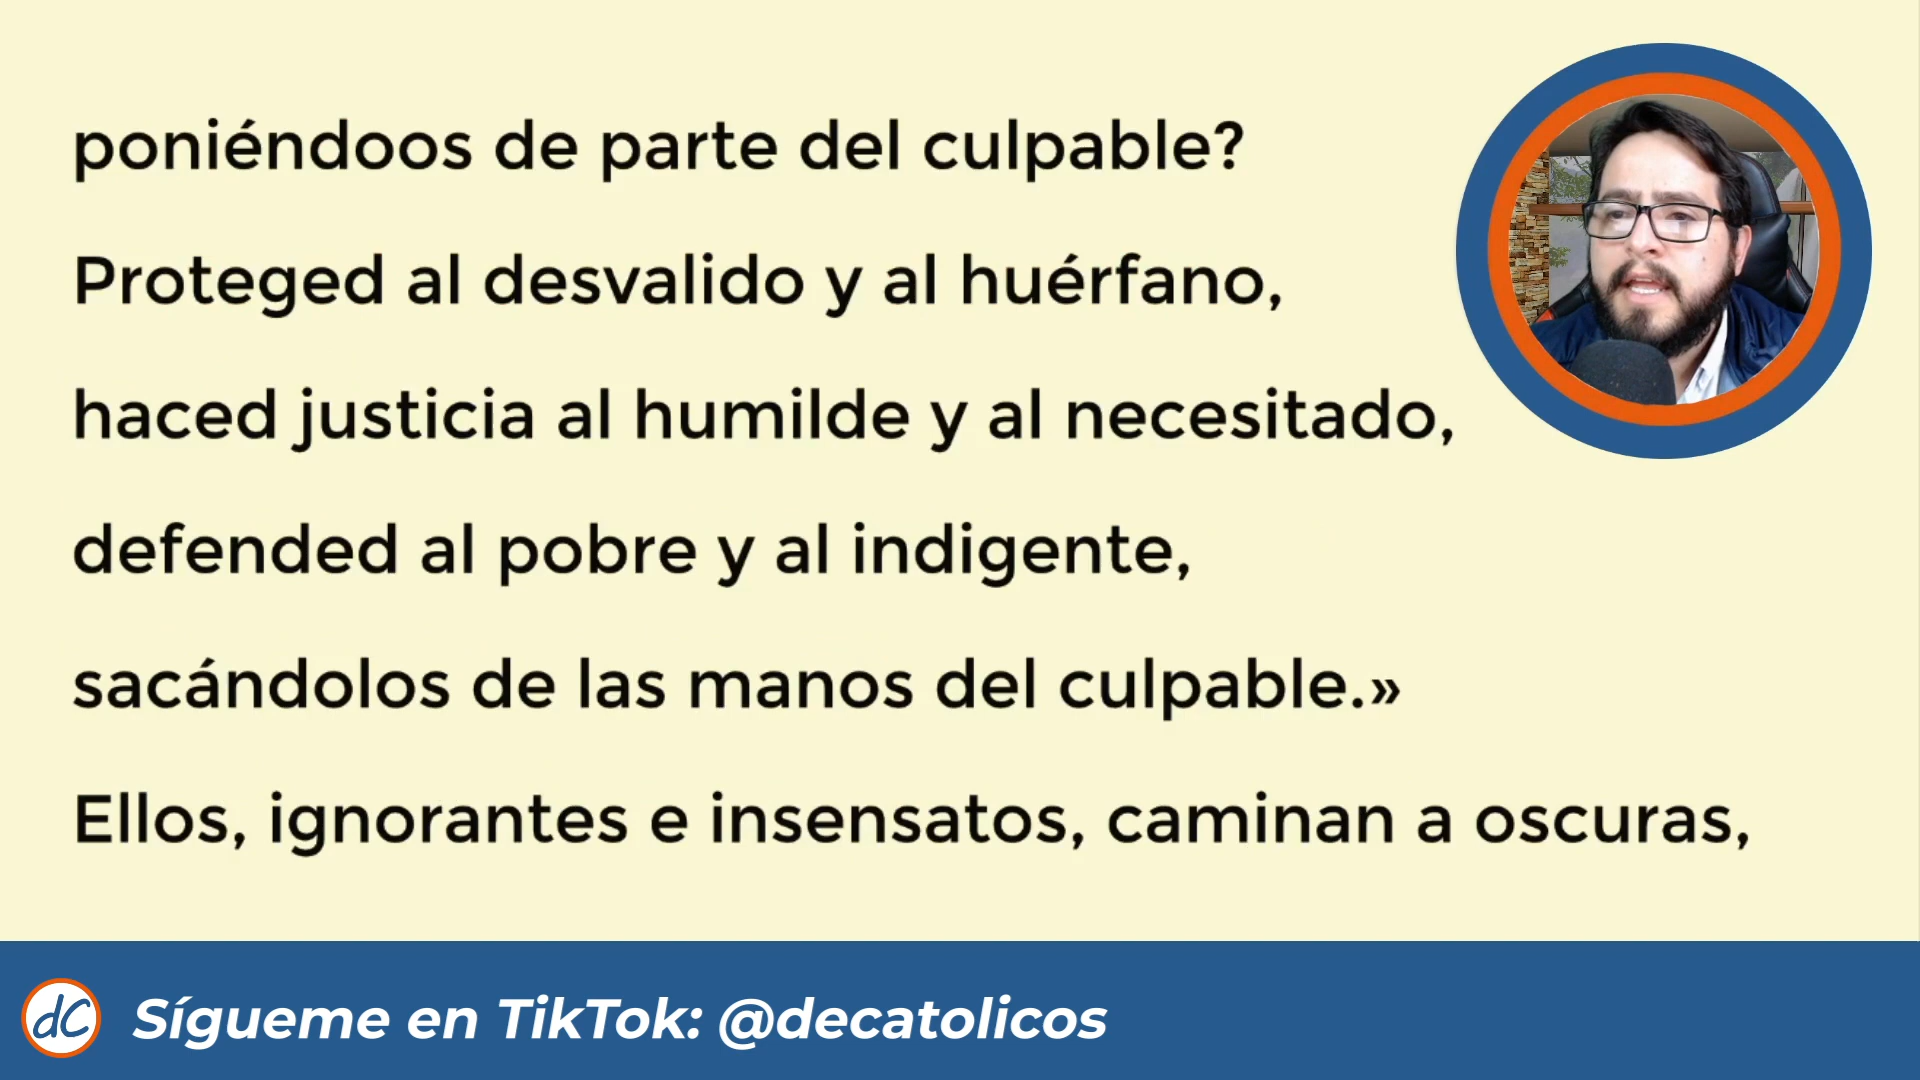 poniéndoos de parte del culpable?
Proteged al desvalido y al huérfano,
haced justicia al humilde y al necesitado,
defended al pobre y al indigente,
sacándolos de las manos del culpable.»
Ellos, ignorantes e insensatos, caminan a oscuras,
dC Sígueme en TikTok: @decatolicos